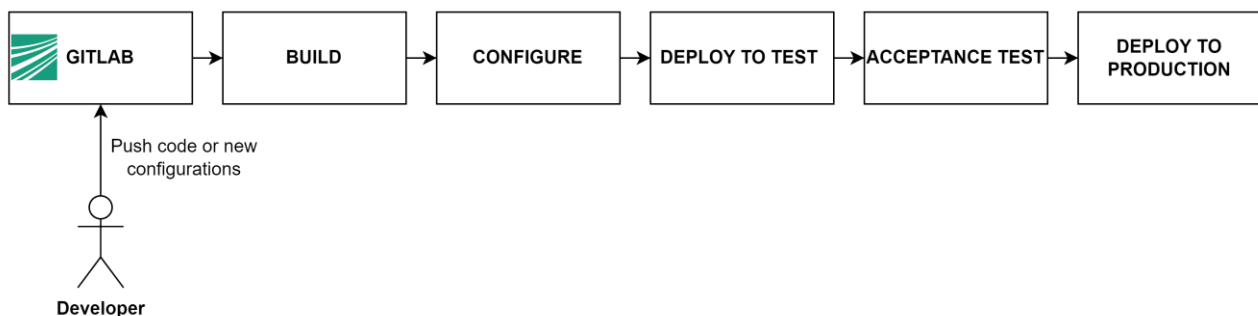 GITLAB
BUILD
CONFIGURE
DEPLOY TO TEST
ACCEPTANCE TEST
DEPLOY TO
PRODUCTION
Push code or new
configurations
Developer